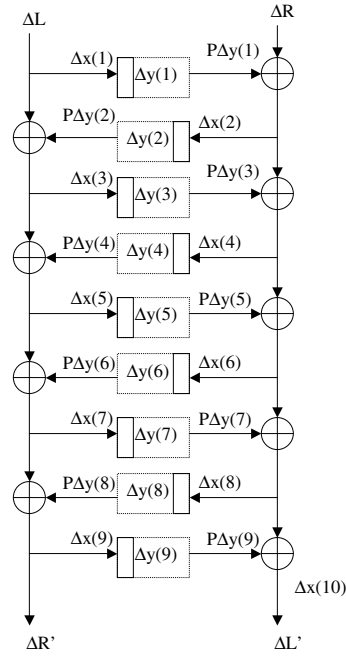 ΔL ΔR
Δx(1) Δy(1) PΔy(1)
PΔy(2) Δy(2) Δx(2)
Δx(3) Δy(3) PΔy(3)
PΔy(4) Δy(4) Δx(4)
Δx(5) Δy(5) PΔy(5)
PΔy(6) Δy(6) Δx(6)
Δx(7) Δy(7) PΔy(7)
PΔy(8) Δy(8) Δx(8)
Δx(9) Δy(9) PΔy(9)
Δx(10)
ΔR' ΔL'